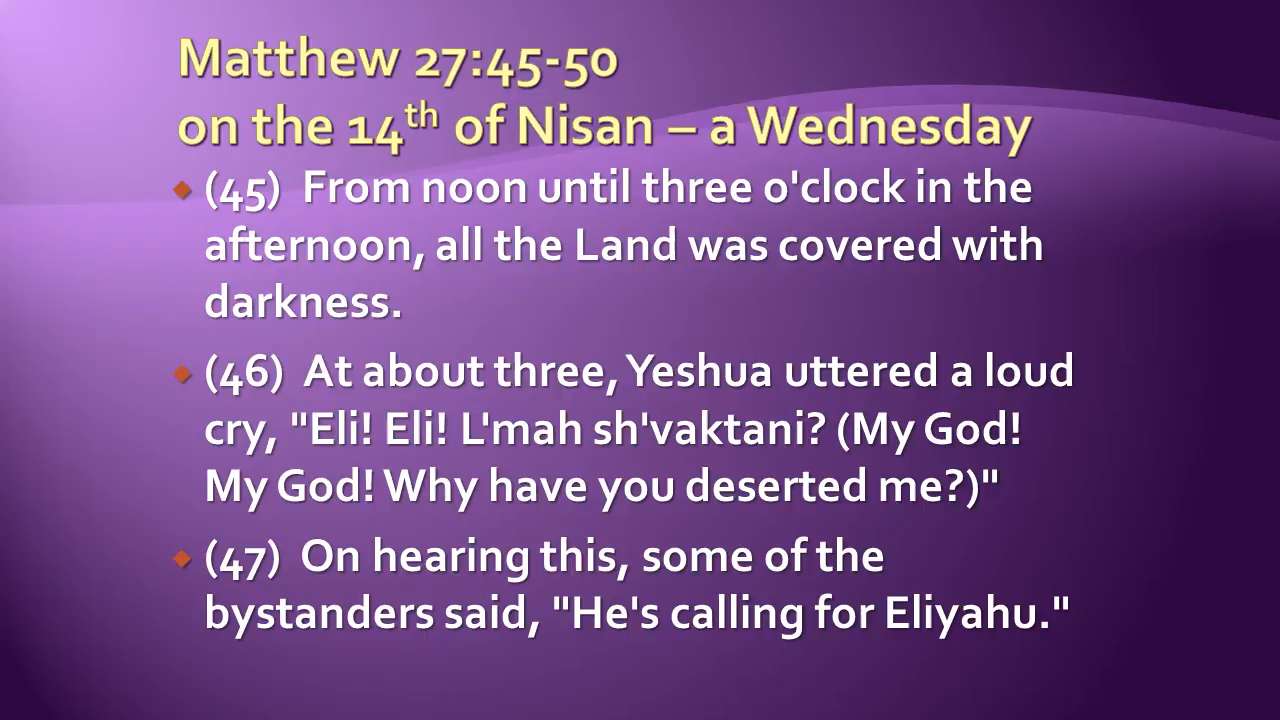 Matthew 27:45-50
on the 14th of Nisan – a Wednesday
(45) From noon until three o'clock in the
afternoon, all the Land was covered with
darkness.
(46) At about three, Yeshua uttered a loud
cry, "Eli! Eli! L'mah sh'vaktani? (My God!
My God! Why have you deserted me?)"
(47) On hearing this, some of the
bystanders said, "He's calling for Eliyahu."